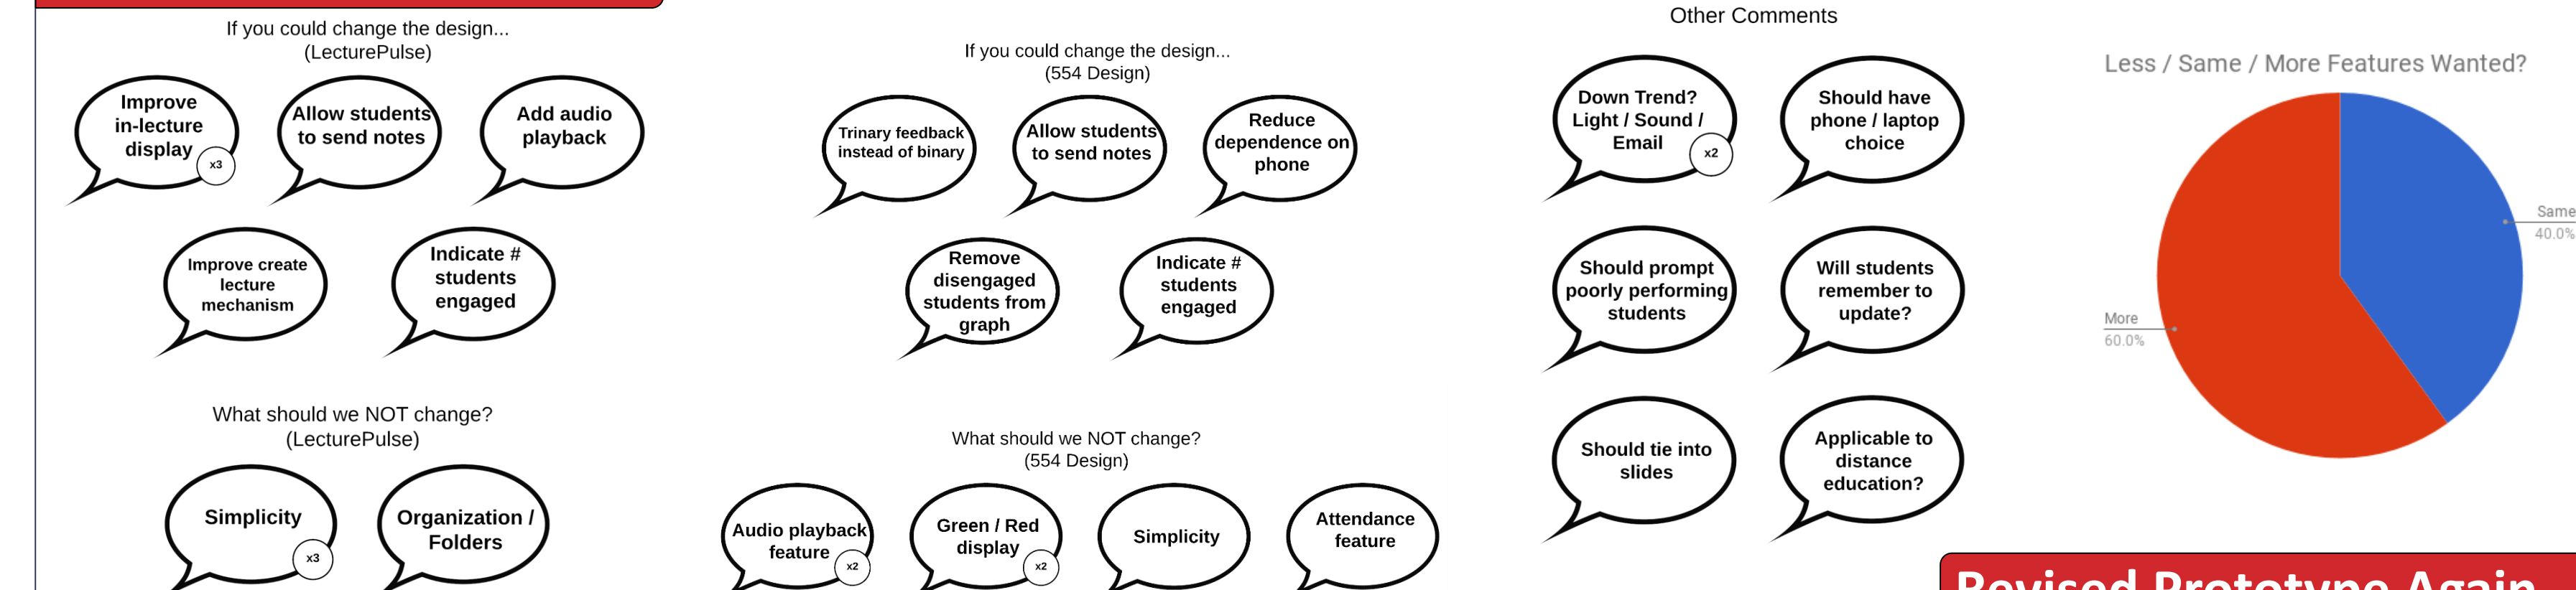 If you could change the design...
(LecturePulse)
Improve
in-lecture
display
x3
Allow students
to send notes
Add audio
playback
Improve create
lecture
mechanism
Indicate #
students
engaged
What should we NOT change?
(LecturePulse)
Simplicity
x3
Organization /
Folders
If you could change the design...
(554 Design)
Trinary feedback
instead of binary
Allow students
to send notes
Reduce
dependence on
phone
Remove
disengaged
students from
graph
Indicate #
students
engaged
What should we NOT change?
(554 Design)
Audio playback
feature
x2
Green / Red
display
x2
Simplicity
Attendance
feature
Other Comments
Down Trend?
Light / Sound /
Email
x2
Should have
phone / laptop
choice
Should prompt
poorly performing
students
Will students
remember to
update?
Should tie into
slides
Applicable to
distance
education?
Less / Same / More Features Wanted?
Same
40.0%
More
60.0%
Revised Prototype Again